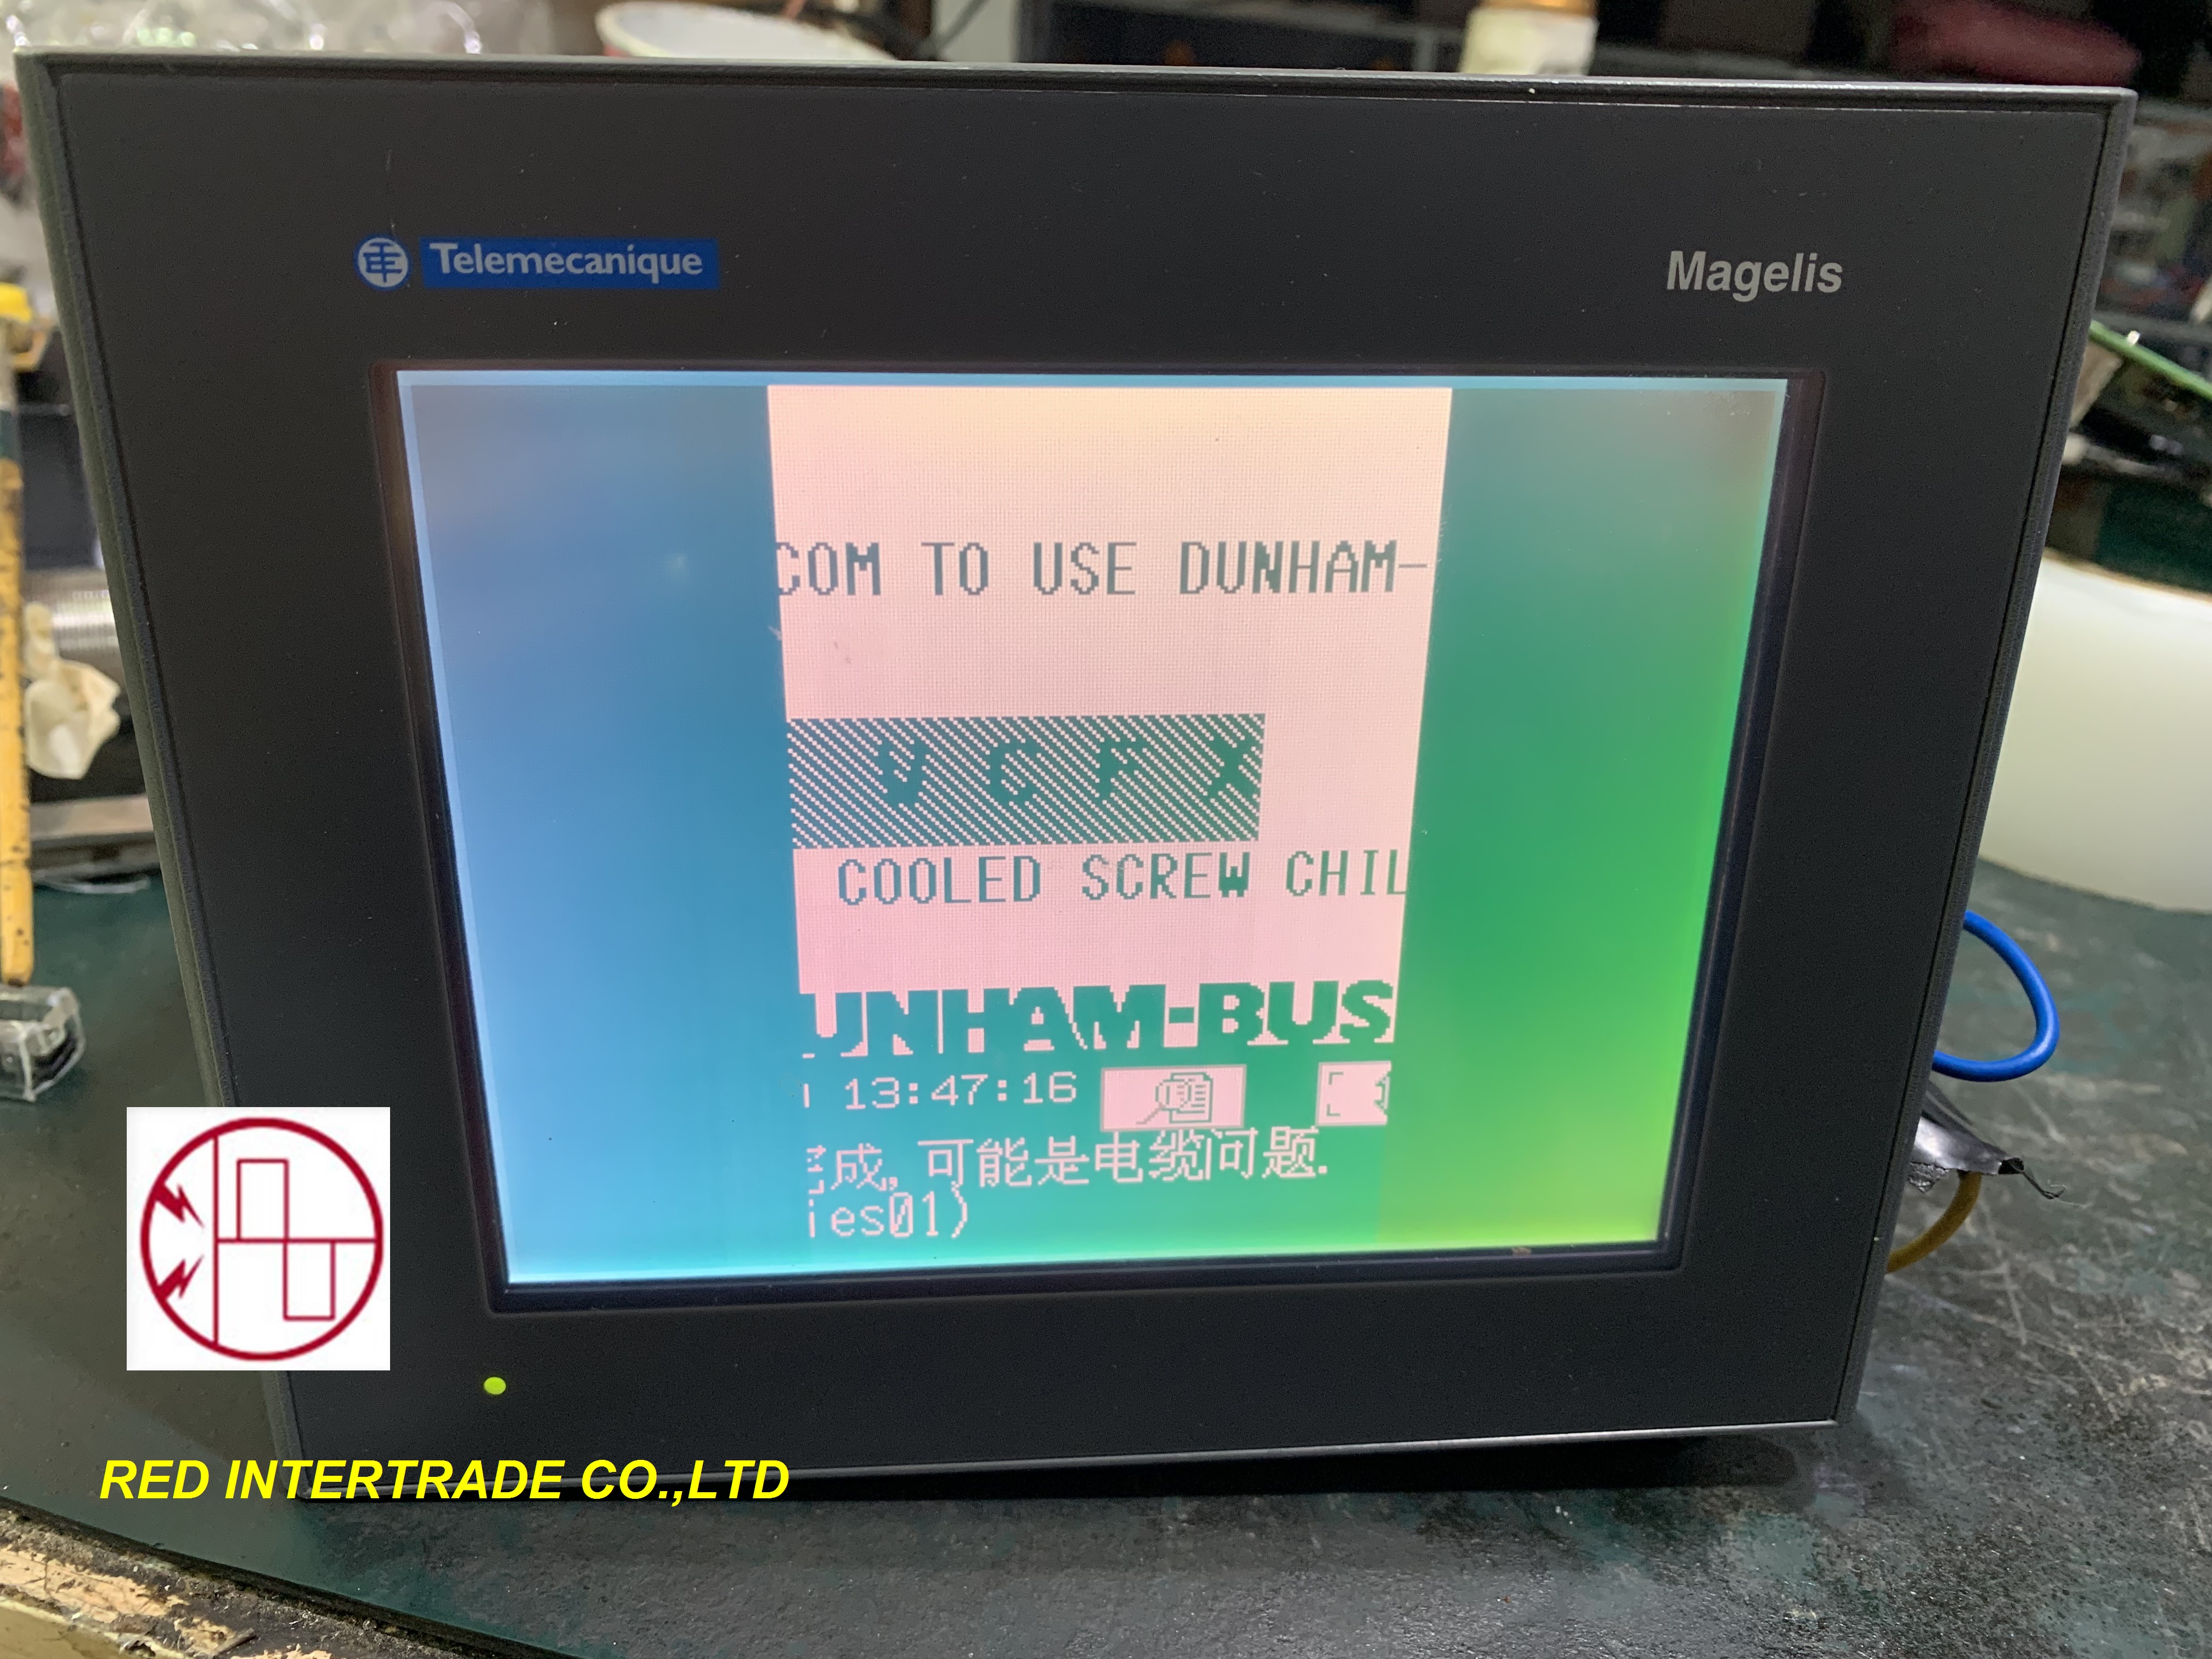 Telemecanique
Magelis
COM TO USE DUNHAM-
V C F X
COOLED SCREW CHIL
UNHAM-BUS
13:47:16
成,可能是电缆问题.
ies01)
RED INTERTRADE CO.,LTD